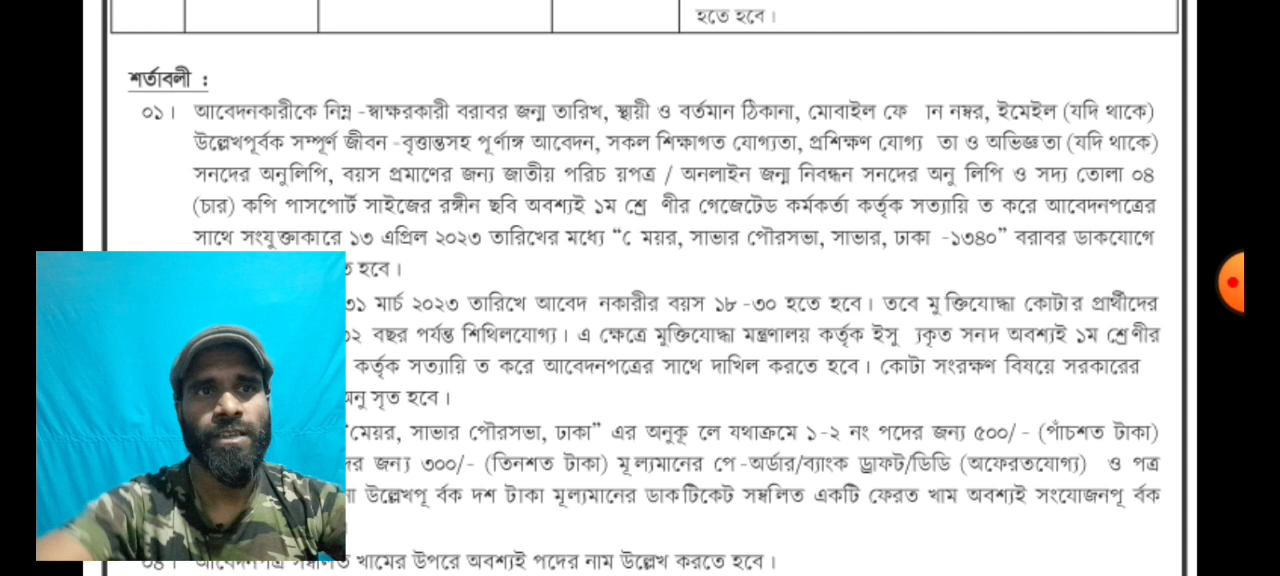 হতে হবে।
শর্তাবলী :
০১। আবেদনকারীকে নিম্ন -স্বাক্ষরকারী বরাবর জন্ম তারিখ, স্থায়ী ও বর্তমান ঠিকানা, মোবাইল ফোন নম্বর, ইমেইল (যদি থাকে)
উল্লেখপূর্বক সম্পূর্ণ জীবন -বৃত্তান্তসহ পূর্ণাঙ্গ আবেদন, সকল শিক্ষাগত যোগ্যতা, প্রশিক্ষণ যোগ্যতা ও অভিজ্ঞতা (যদি থাকে)
সনদের অনুলিপি, বয়স প্রমাণের জন্য জাতীয় পরিচয়পত্র / অনলাইন জন্ম নিবন্ধন সনদের অনুলিপি ও সদ্য তোলা ০৪
(চার) কপি পাসপোর্ট সাইজের রঙ্গীন ছবি অবশ্যই ১ম শ্রেণীর গেজেটেড কর্মকর্তা কর্তৃক সত্যায়িত করে আবেদনপত্রের
সাথে সংযুক্তাকারে ১৩ এপ্রিল ২০২৩ তারিখের মধ্যে “মেয়র, সাভার পৌরসভা, সাভার, ঢাকা -১৩৪০” বরাবর ডাকযোগে
হবে।
৩১ মার্চ ২০২৩ তারিখে আবেদনকারীর বয়স ১৮ -৩০ হতে হবে। তবে মুক্তিযোদ্ধা কোটার প্রার্থীদের
বছর পর্যন্ত শিথিলযোগ্য। এ ক্ষেত্রে মুক্তিযোদ্ধা মন্ত্রণালয় কর্তৃক ইস্যুকৃত সনদ অবশ্যই ১ম শ্রেণীর
কর্তৃক সত্যায়িত করে আবেদনপত্রের সাথে দাখিল করতে হবে। কোটা সংরক্ষণ বিষয়ে সরকারের
অনুসৃত হবে।
“মেয়র, সাভার পৌরসভা, ঢাকা” এর অনুকূলে যথাক্রমে ১-২ নং পদের জন্য ৫০০/- (পাঁচশত টাকা)
জন্য ৩০০/- (তিনশত টাকা) মূল্যমানের পে -অর্ডার/ব্যাংক ড্রাফট/ডিডি (অফেরতযোগ্য) ও পত্র
উল্লেখপূর্বক দশ টাকা মূল্যমানের ডাকটিকেট সম্বলিত একটি ফেরত খাম অবশ্যই সংযোজনপূর্বক
০৪। আবেদনপত্র সম্বলিত খামের উপরে অবশ্যই পদের নাম উল্লেখ করতে হবে।